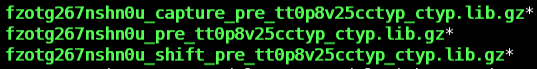 fzotg267nshn0u_capture_pre_tt0p8v25cctyp_ctyp.lib.gz*
fzotg267nshn0u_pre_tt0p8v25cctyp_ctyp.lib.gz*
fzotg267nshn0u_shift_pre_tt0p8v25cctyp_ctyp.lib.gz*